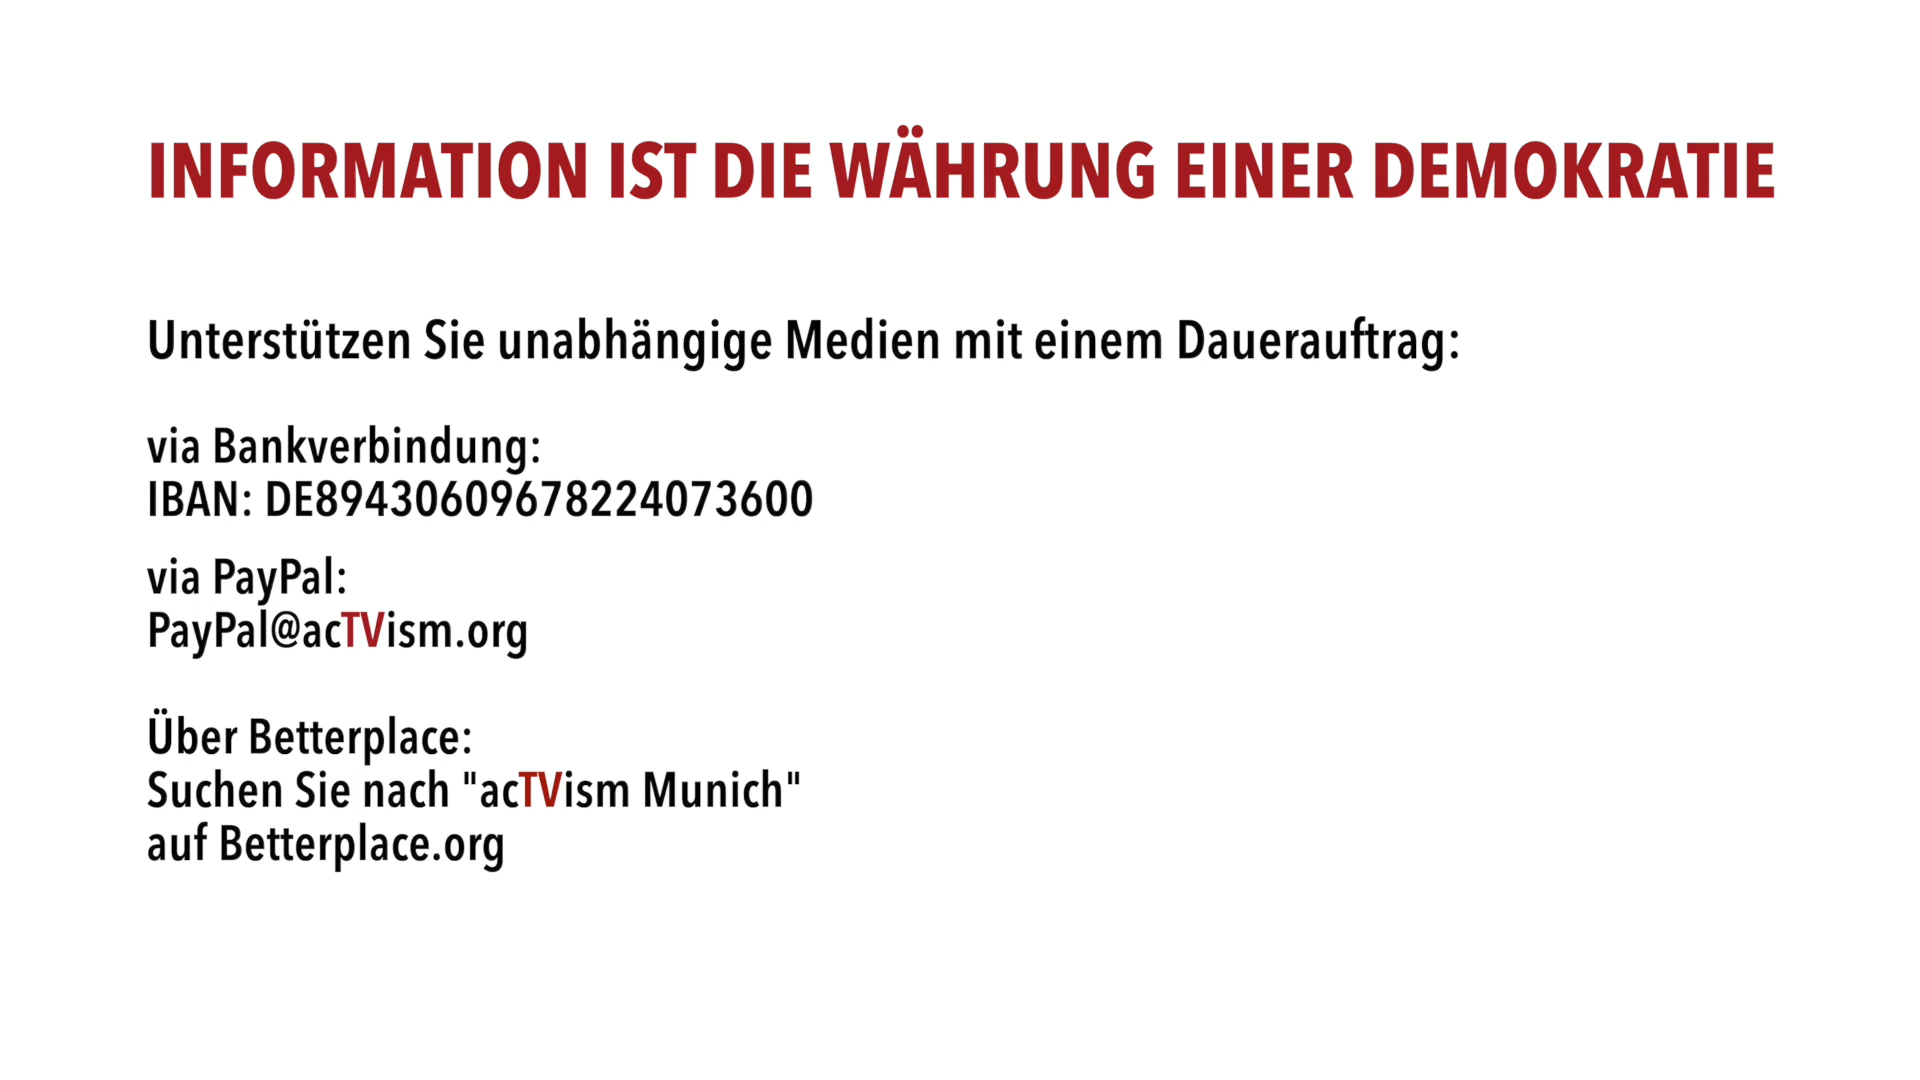 INFORMATION IST DIE WÄHRUNG EINER DEMOKRATIE
Unterstützen Sie unabhängige Medien mit einem Dauerauftrag:
via Bankverbindung:
IBAN: DE89430609678224073600
via PayPal:
PayPal@acTVism.org
Über Betterplace:
Suchen Sie nach "acTVism Munich"
auf Betterplace.org